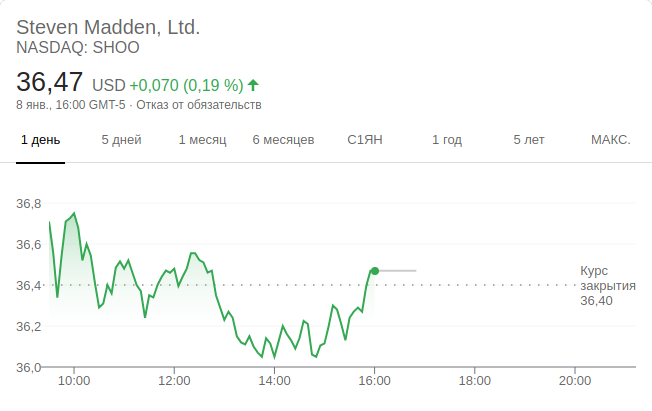 Steven Madden, Ltd.
NASDAQ: SHOO
36,47 USD +0,070 (0,19 %)
8 янв., 16:00 GMT-5 · Отказ от обязательств
1 день 5 дней 1 месяц 6 месяцев С1ЯН 1 год 5 лет МАКС.
36,8
36,6
36,4
36,2
36,0
Курс
закрытия
36,40
10:00 12:00 14:00 16:00 18:00 20:00